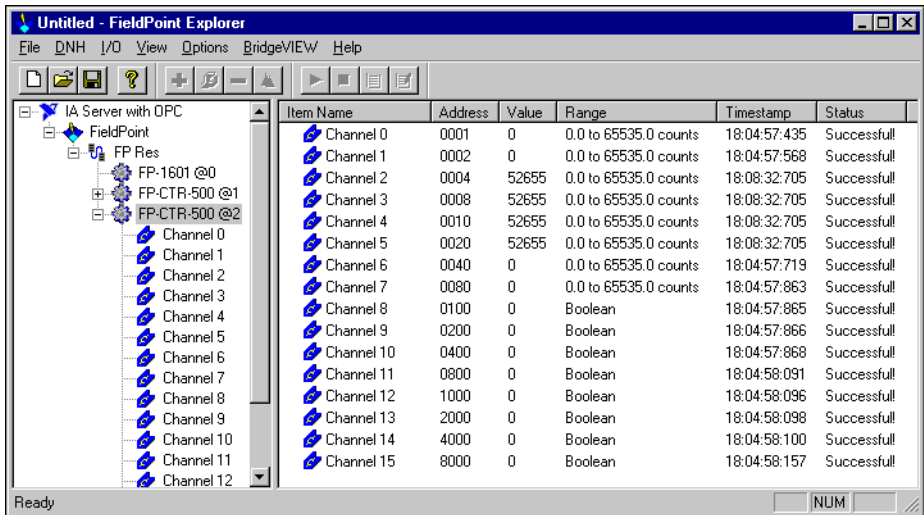 Untitled - FieldPoint Explorer
File DNH I/O View Options BridgeVIEW Help
IA Server with OPC
FieldPoint
FP Res
FP-1601 @0
FP-CTR-500 @1
FP-CTR-500 @2
Channel 0
Channel 1
Channel 2
Channel 3
Channel 4
Channel 5
Channel 6
Channel 7
Channel 8
Channel 9
Channel 10
Channel 11
Channel 12
Item Name Address Value Range Timestamp Status
Channel 0 0001 0 0.0 to 65535.0 counts 18:04:57:435 Successful!
Channel 1 0002 0 0.0 to 65535.0 counts 18:04:57:568 Successful!
Channel 2 0004 52655 0.0 to 65535.0 counts 18:08:32:705 Successful!
Channel 3 0008 52655 0.0 to 65535.0 counts 18:08:32:705 Successful!
Channel 4 0010 52655 0.0 to 65535.0 counts 18:08:32:705 Successful!
Channel 5 0020 52655 0.0 to 65535.0 counts 18:08:32:705 Successful!
Channel 6 0040 0 0.0 to 65535.0 counts 18:04:57:719 Successful!
Channel 7 0080 0 0.0 to 65535.0 counts 18:04:57:863 Successful!
Channel 8 0100 0 Boolean 18:04:57:865 Successful!
Channel 9 0200 0 Boolean 18:04:57:866 Successful!
Channel 10 0400 0 Boolean 18:04:57:868 Successful!
Channel 11 0800 0 Boolean 18:04:58:091 Successful!
Channel 12 1000 0 Boolean 18:04:58:096 Successful!
Channel 13 2000 0 Boolean 18:04:58:098 Successful!
Channel 14 4000 0 Boolean 18:04:58:100 Successful!
Channel 15 8000 0 Boolean 18:04:58:157 Successful!
Ready NUM